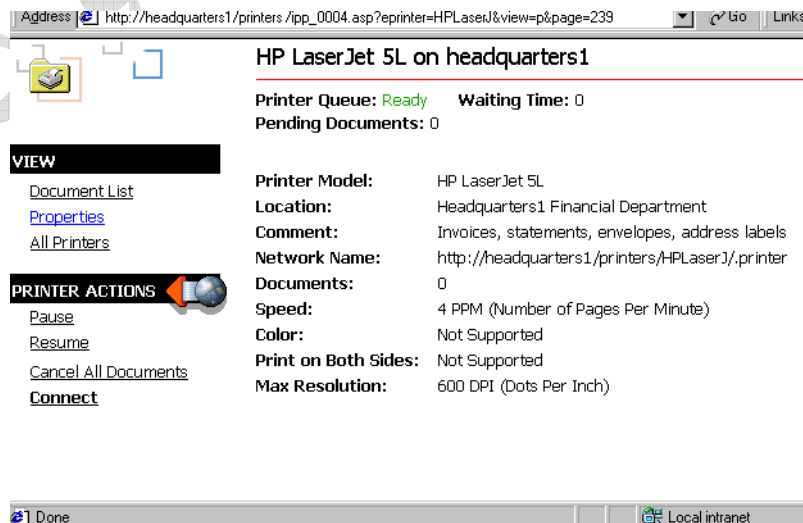 Address http://headquarters1/printers/ipp_0004.asp?eprinter=HPLaserJ&view=p&page=239 Go Links
HP LaserJet 5L on headquarters1
Printer Queue: Ready Waiting Time: 0
Pending Documents: 0
VIEW
Document List
Properties
All Printers
PRINTER ACTIONS
Pause
Resume
Cancel All Documents
Connect
Printer Model: HP LaserJet 5L
Location: Headquarters1 Financial Department
Comment: Invoices, statements, envelopes, address labels
Network Name: http://headquarters1/printers/HPLaserJ/.printer
Documents: 0
Speed: 4 PPM (Number of Pages Per Minute)
Color: Not Supported
Print on Both Sides: Not Supported
Max Resolution: 600 DPI (Dots Per Inch)
Done Local intranet